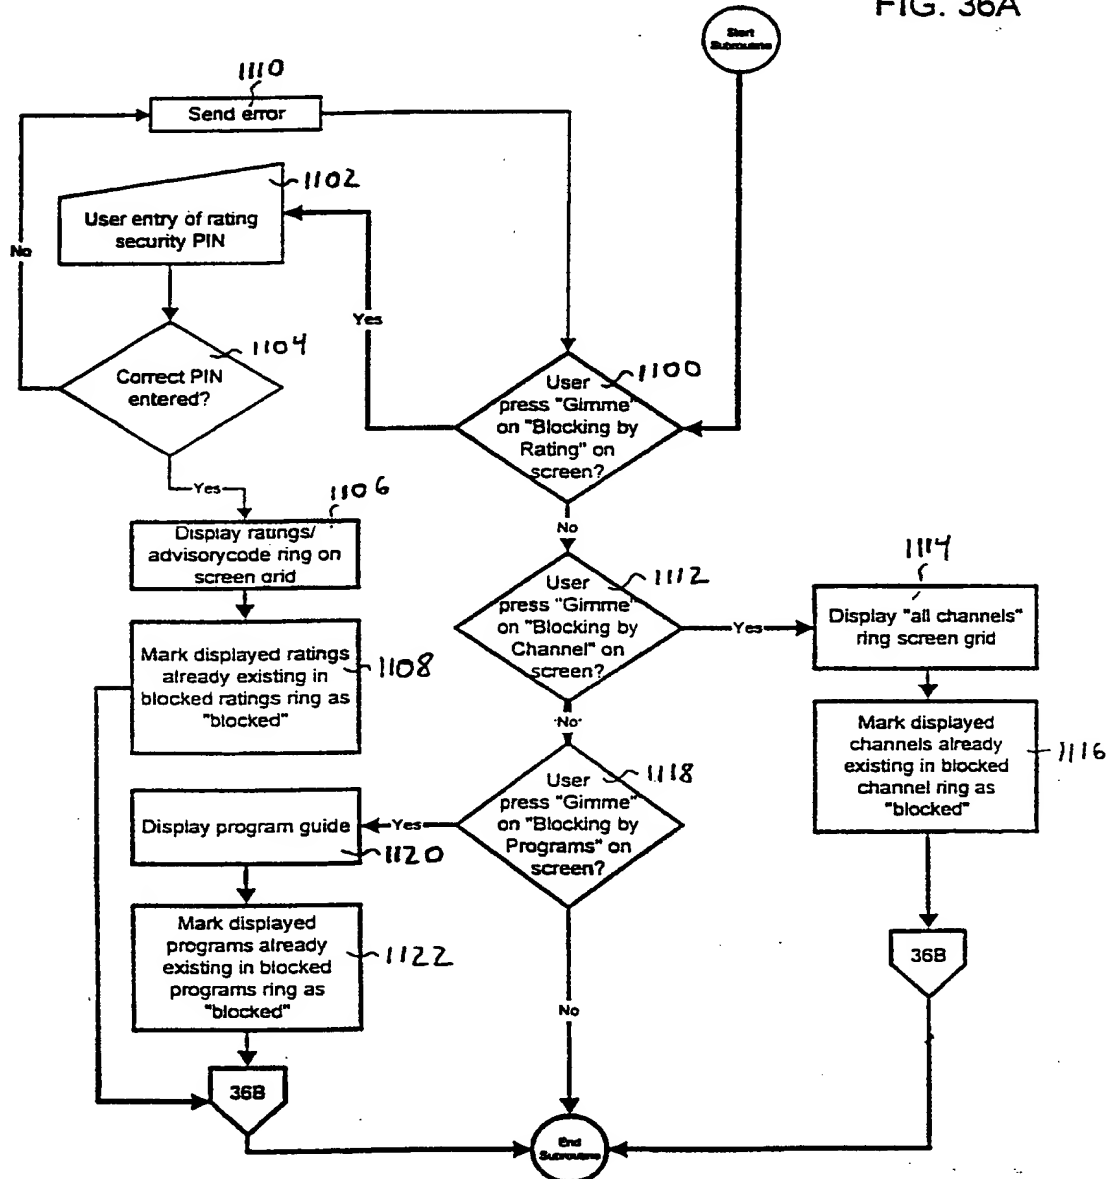 FIG. 36A
Start
Subroutine
1110
Send error
1102
User entry of rating
security PIN
No
Yes
1104
Correct PIN
entered?
1100
User
press "Gimme"
on "Blocking by
Rating" on
screen?
Yes
1106
Display ratings/
advisorycode ring on
screen grid
No
1112
User
press "Gimme"
on "Blocking by
Channel" on
screen?
Yes
1114
Display "all channels"
ring screen grid
Mark displayed ratings
already existing in
blocked ratings ring as
"blocked"
1108
No
Mark displayed
channels already
existing in blocked
channel ring as
"blocked"
1116
1118
User
press "Gimme"
on "Blocking by
Programs" on
screen?
Yes
Display program guide
1120
Mark displayed
programs already
existing in blocked
programs ring as
"blocked"
1122
36B
No
36B
End
Subroutine